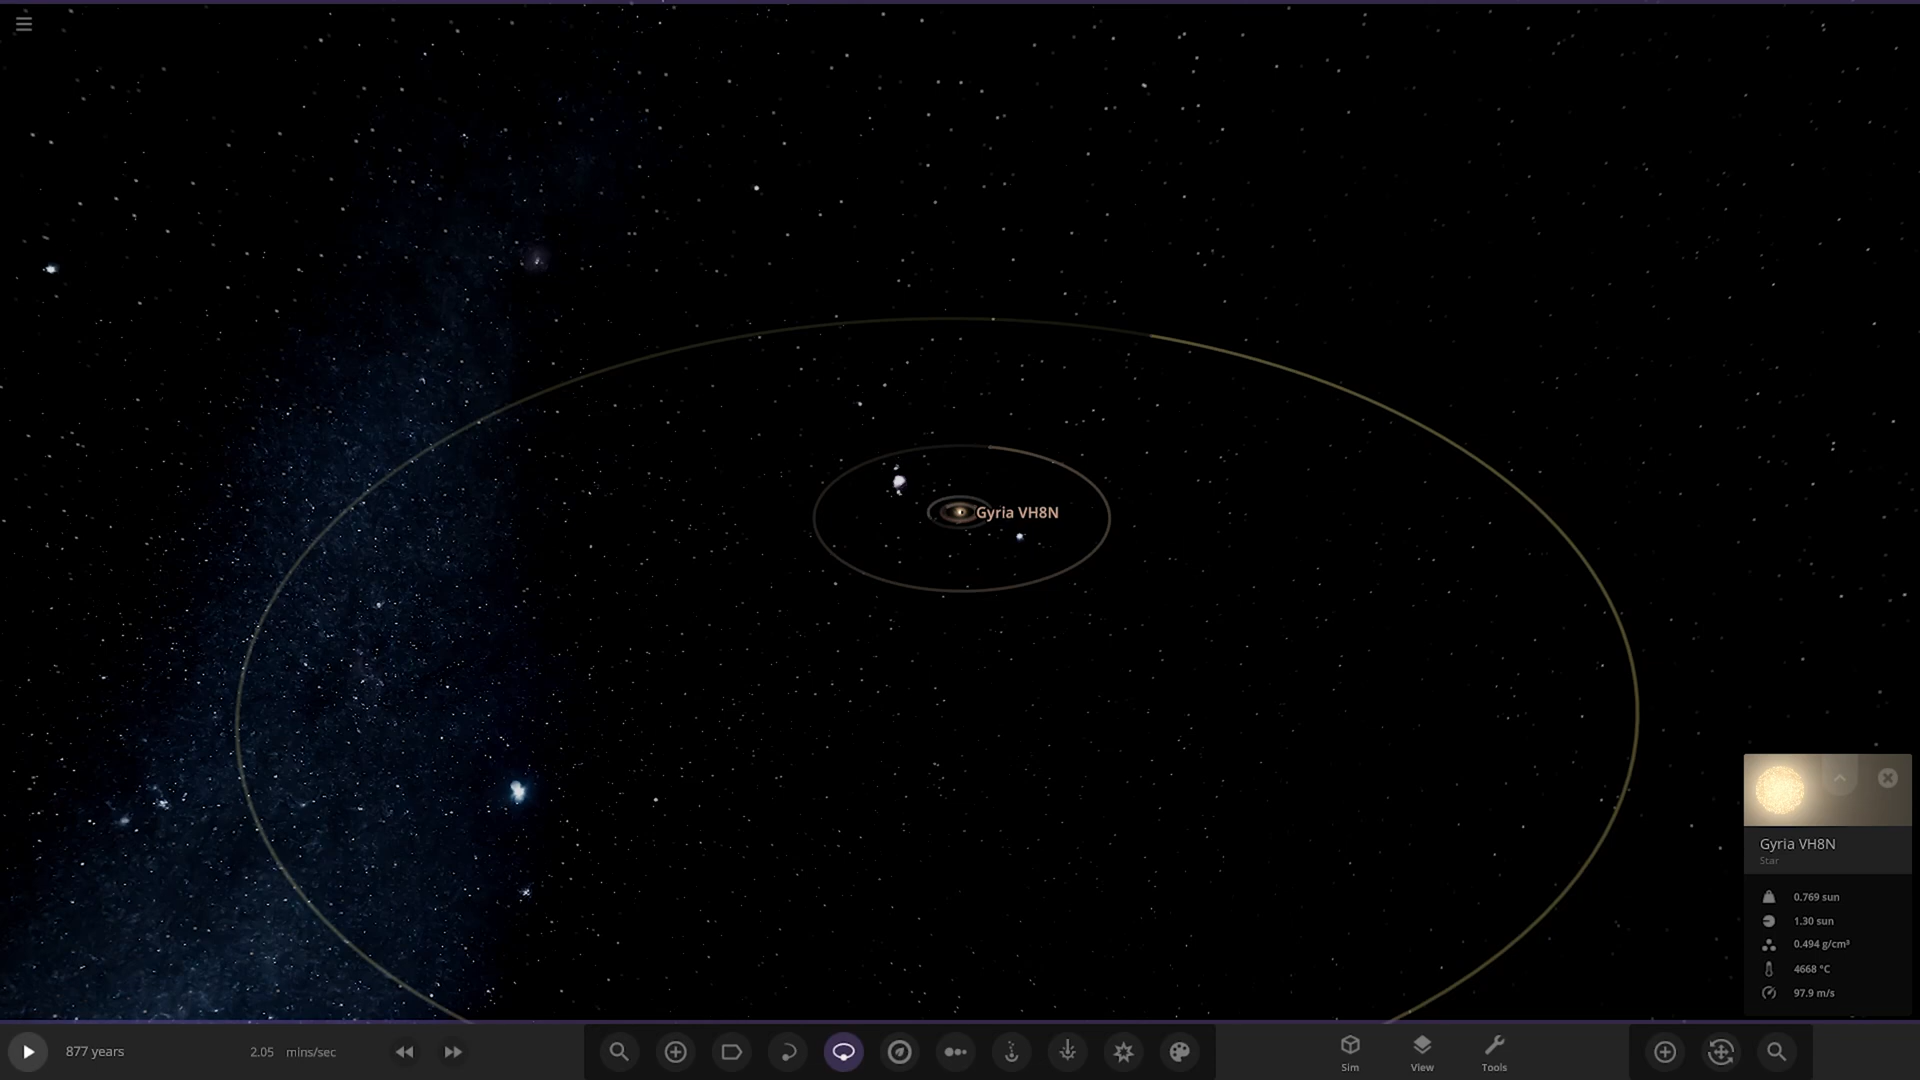 Gyria VH8N
Gyria VH8N
Star
0.769 sun
1.30 sun
0.494 g/cm³
4668 °C
97.9 m/s
877 years
2.05 mins/sec
Sim
View
Tools